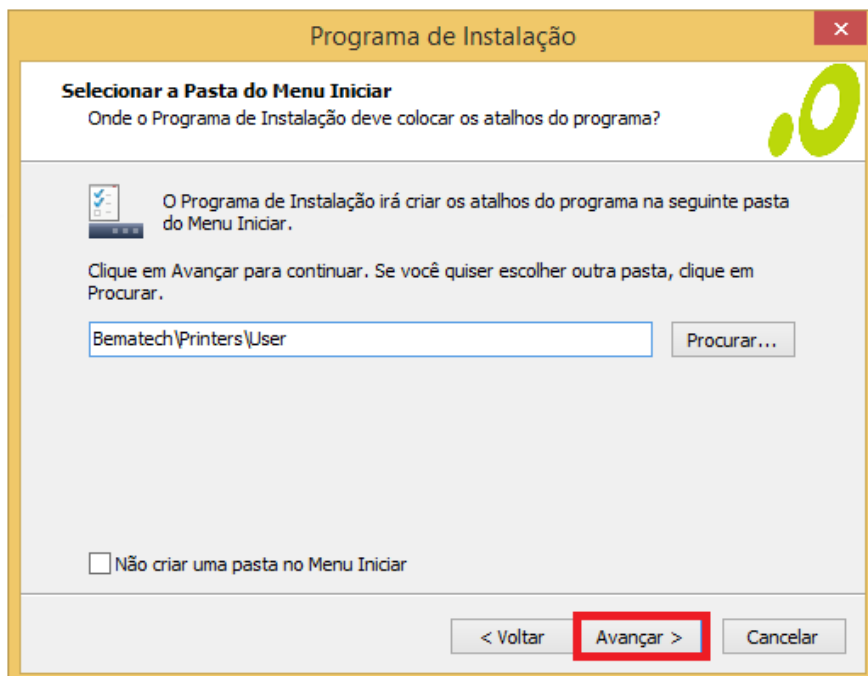 Programa de Instalação
Selecionar a Pasta do Menu Iniciar
Onde o Programa de Instalação deve colocar os atalhos do programa?
O Programa de Instalação irá criar os atalhos do programa na seguinte pasta
do Menu Iniciar.
Clique em Avançar para continuar. Se você quiser escolher outra pasta, clique em
Procurar.
Bematech\Printers\User
Procurar...
Não criar uma pasta no Menu Iniciar
< Voltar
Avançar >
Cancelar